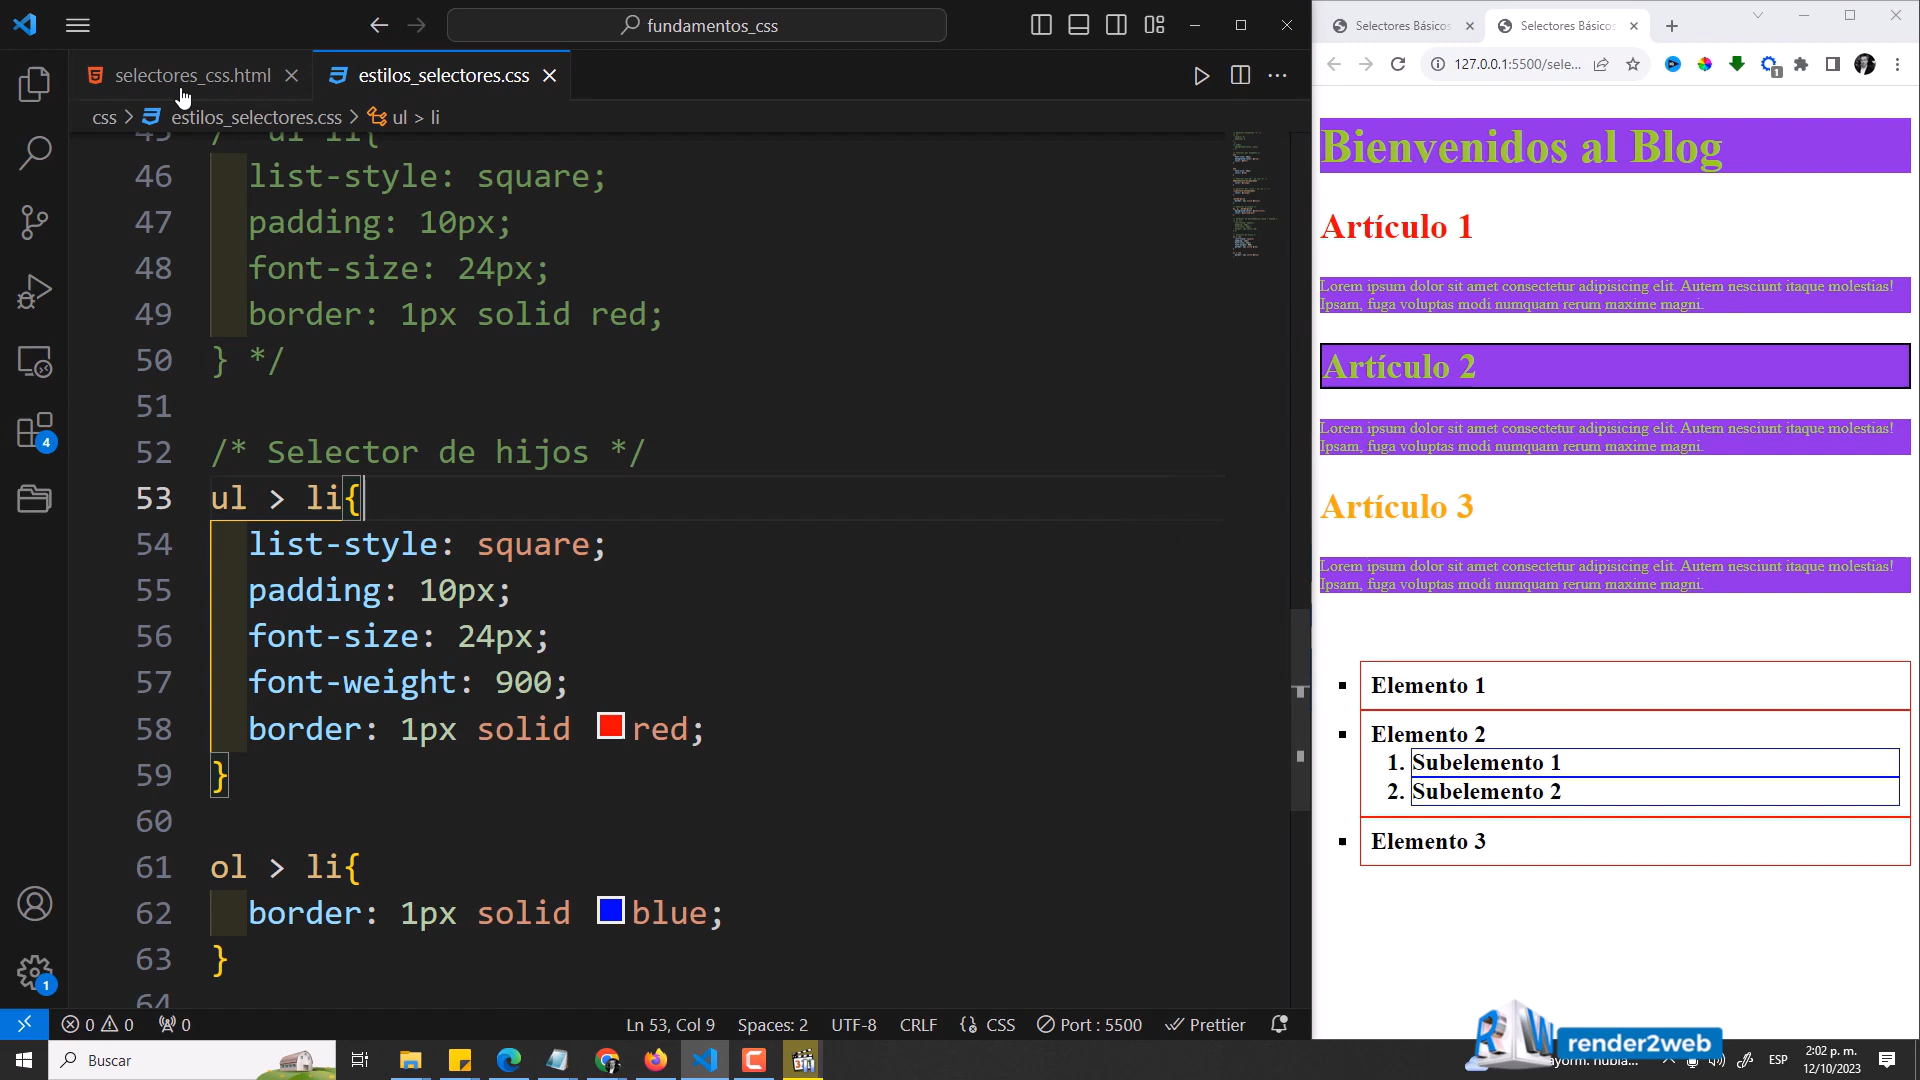 fundamentos_css
selectores_css.html
estilos_selectores.css
css > estilos_selectores.css > ul > li
46 list-style: square;
47 padding: 10px;
48 font-size: 24px;
49 border: 1px solid red;
50 } */
51
52 /* Selector de hijos */
53 ul > li{
54 list-style: square;
55 padding: 10px;
56 font-size: 24px;
57 font-weight: 900;
58 border: 1px solid red;
59 }
60
61 ol > li{
62 border: 1px solid blue;
63 }
64
4
1
0 0 0
Ln 53, Col 9
Spaces: 2
UTF-8
CRLF
CSS
Port : 5500
Prettier
Selectores Básicos
Selectores Básicos
127.0.0.1:5500/sele...
1
Bienvenidos al Blog
Artículo 1
Lorem ipsum dolor sit amet consectetur adipisicing elit. Autem nesciunt itaque molestias!
Ipsam, fuga voluptas modi numquam rerum maxime magni.
Artículo 2
Lorem ipsum dolor sit amet consectetur adipisicing elit. Autem nesciunt itaque molestias!
Ipsam, fuga voluptas modi numquam rerum maxime magni.
Artículo 3
Lorem ipsum dolor sit amet consectetur adipisicing elit. Autem nesciunt itaque molestias!
Ipsam, fuga voluptas modi numquam rerum maxime magni.
Elemento 1
Elemento 2
1. Subelemento 1
2. Subelemento 2
Elemento 3
render2web
Buscar
ESP
2:02 p. m.
12/10/2023